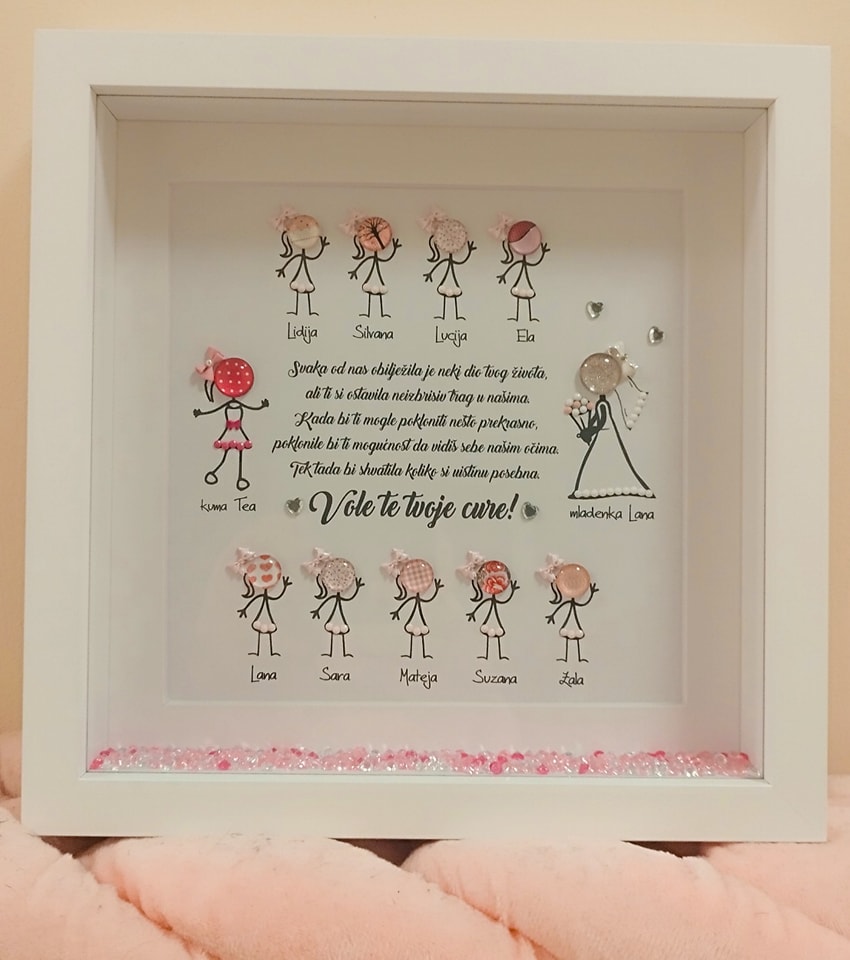 Lidija Silvana Lucija Ela
Svaka od nas obilježila je neki dio tvog života,
ali ti si ostavila neizbrisiv trag u našima.
Kada bi ti mogle pokloniti nešto prekrasno,
poklonile bi ti mogućnost da vidiš sebe našim očima.
Tek tada bi shvatila koliko si uistinu posebna.
Vole te tvoje cure!
kuma Tea
mladenka Lana
Lana Sara Mateja Suzana Zala